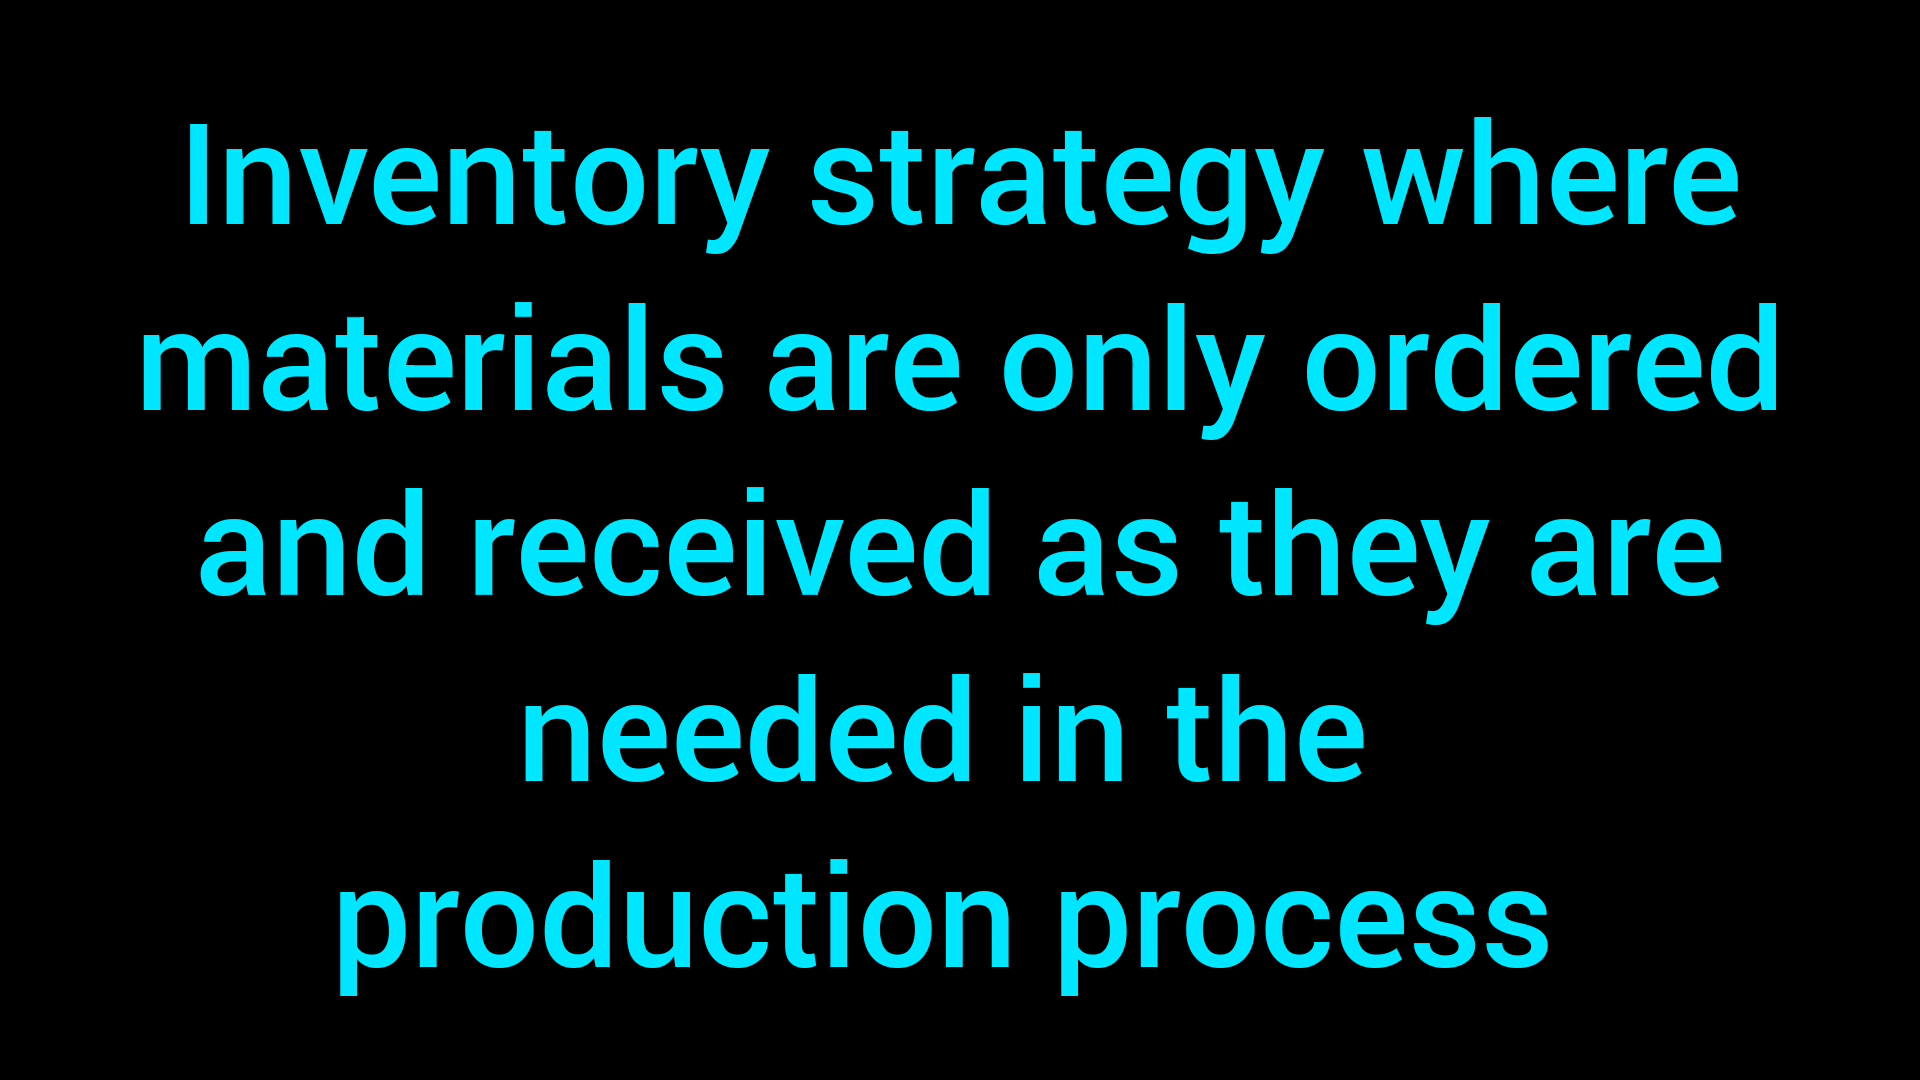 Inventory strategy where
materials are only ordered
and received as they are
needed in the
production process